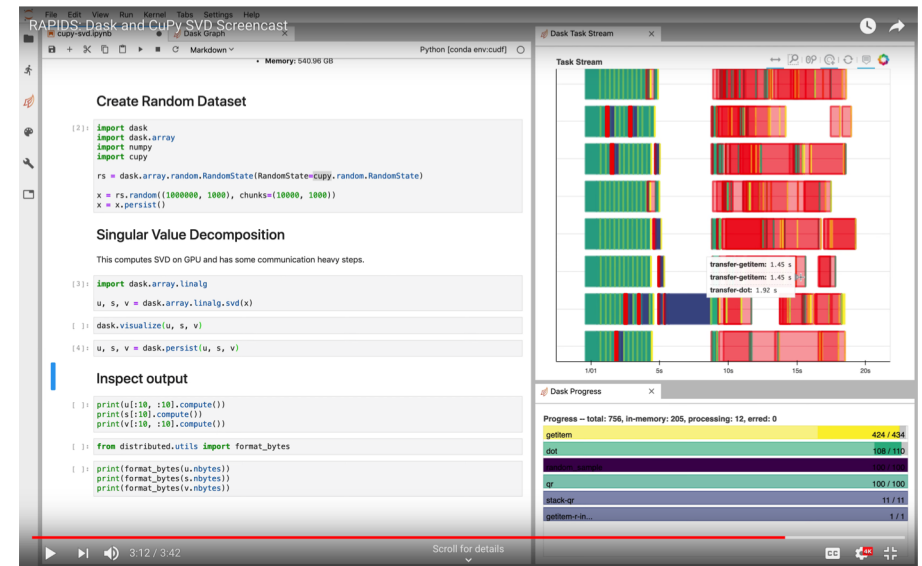 File Edit View Run Kernel Tabs Settings Help
RAPIDS: Dask and CuPy SVD Screencast
cupy-svd.ipynb
Dask Graph
Markdown
Python [conda env:cudf]
• Memory: 540.96 GB
Create Random Dataset
[2]: import dask
import dask.array
import numpy
import cupy
rs = dask.array.random.RandomState(RandomState=cupy.random.RandomState)
x = rs.random((1000000, 1000), chunks=(10000, 1000))
x = x.persist()
Singular Value Decomposition
This computes SVD on GPU and has some communication heavy steps.
[3]: import dask.array.linalg
u, s, v = dask.array.linalg.svd(x)
[ ]: dask.visualize(u, s, v)
[4]: u, s, v = dask.persist(u, s, v)
Inspect output
[ ]: print(u[:10, :10].compute())
print(s[:10].compute())
print(v[:10, :10].compute())
[ ]: from distributed.utils import format_bytes
[ ]: print(format_bytes(u.nbytes))
print(format_bytes(s.nbytes))
print(format_bytes(v.nbytes))
Dask Task Stream
Task Stream
transfer-getitem: 1.45 s
transfer-getitem: 1.45 s
transfer-dot: 1.92 s
1/01 5s 10s 15s 20s
Dask Progress
Progress -- total: 756, in-memory: 205, processing: 12, erred: 0
getitem 424 / 434
dot 108 / 110
qr 100 / 100
stack-qr 11 / 11
getitem-r-in... 1 / 1
3:12 / 3:42
Scroll for details
CC
4K